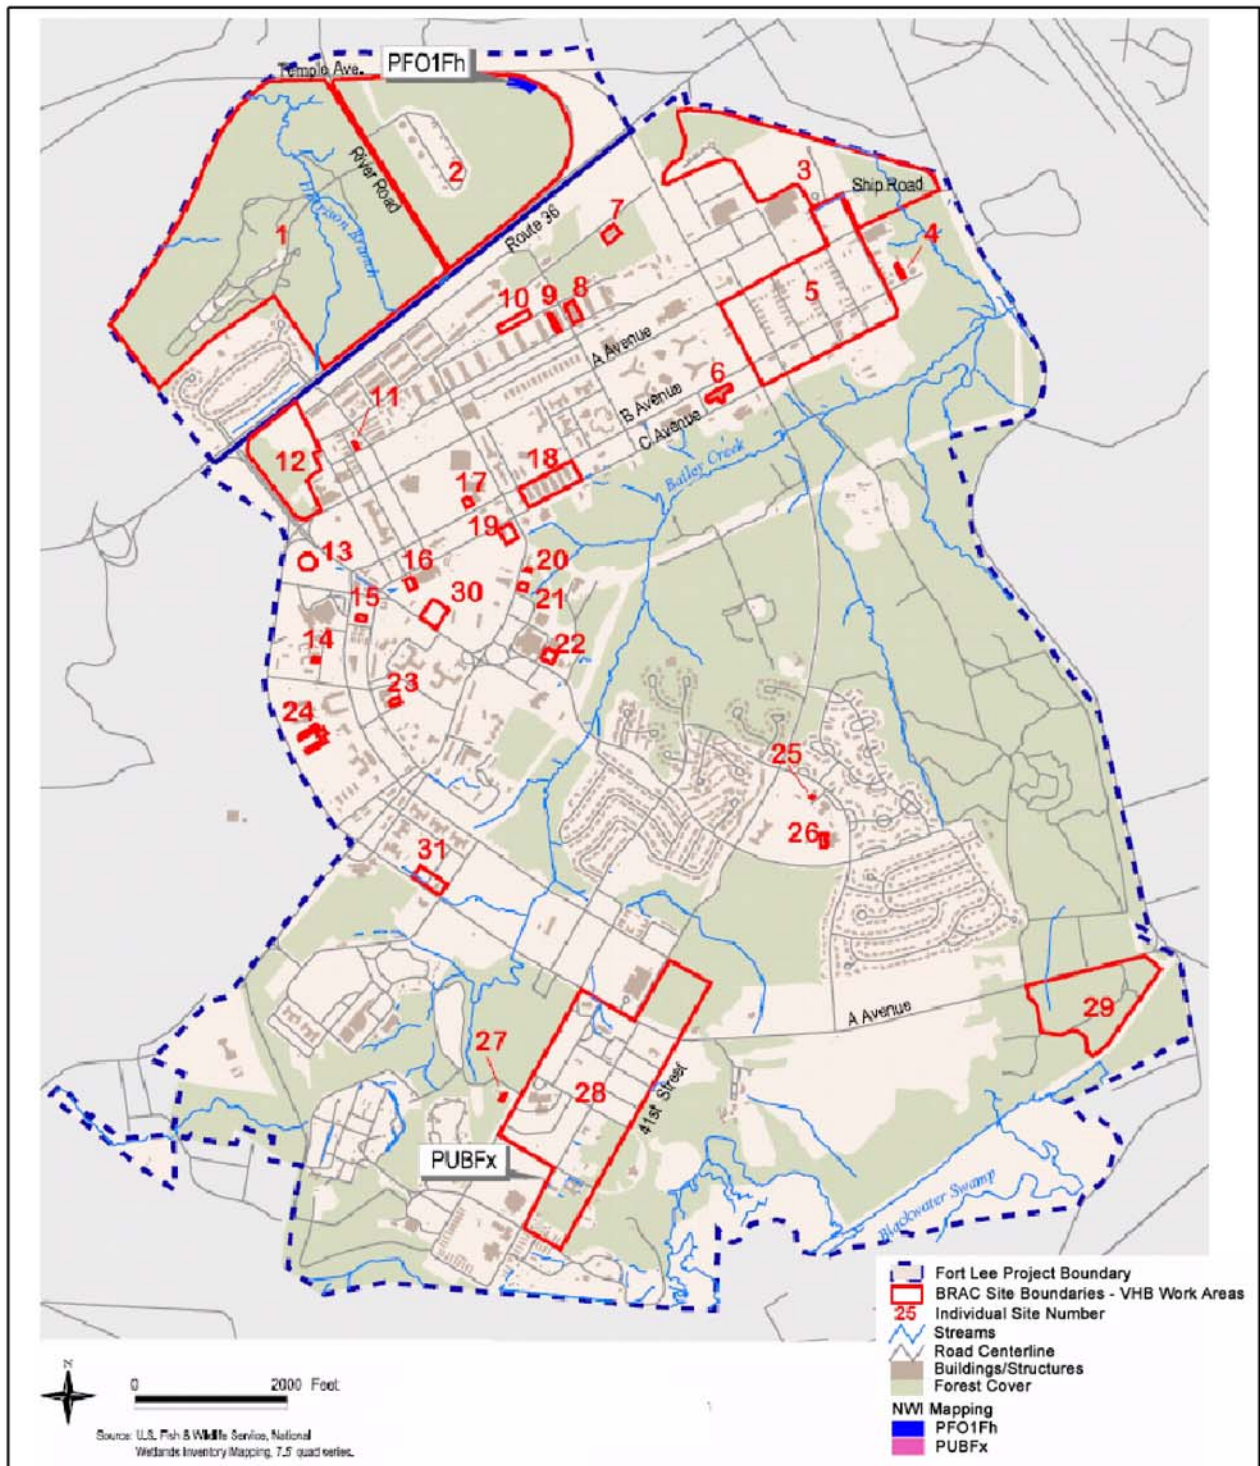 PFO1Fh
Temple Ave.
River Road
Harrison Branch
Route 36
Ship Road
1
2
3
4
5
6
7
8
9
10
A Avenue
B Avenue
C Avenue
11
12
Bailey Creek
13
14
15
16
17
18
19
20
21
22
23
24
30
25
26
31
27
28
29
A Avenue
41st Street
PUBFx
Blackwater Swamp
Fort Lee Project Boundary
BRAC Site Boundaries - VHB Work Areas
25 Individual Site Number
Streams
Road Centerline
Buildings/Structures
Forest Cover
NWI Mapping
PFO1Fh
PUBFx
N
0 2000 Feet
Source: U.S. Fish & Wildlife Service, National
Wetlands Inventory Mapping, 7.5' quad series.